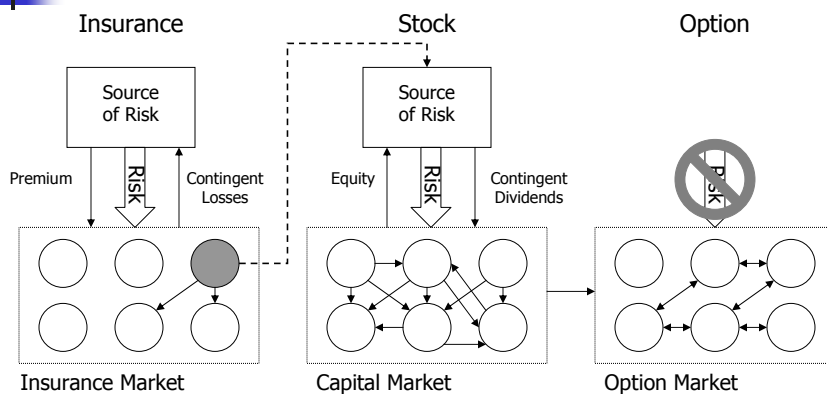 Insurance
Stock
Option
Source
of Risk
Source
of Risk
Premium
Risk
Contingent
Losses
Equity
Risk
Contingent
Dividends
Risk
Insurance Market
Capital Market
Option Market